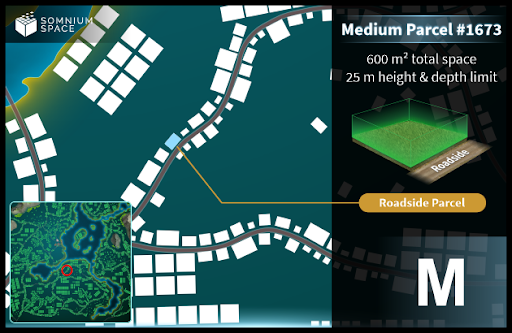 SOMNIUM
SPACE
Medium Parcel #1673
600 m² total space
25 m height & depth limit
Roadside
Roadside Parcel
M